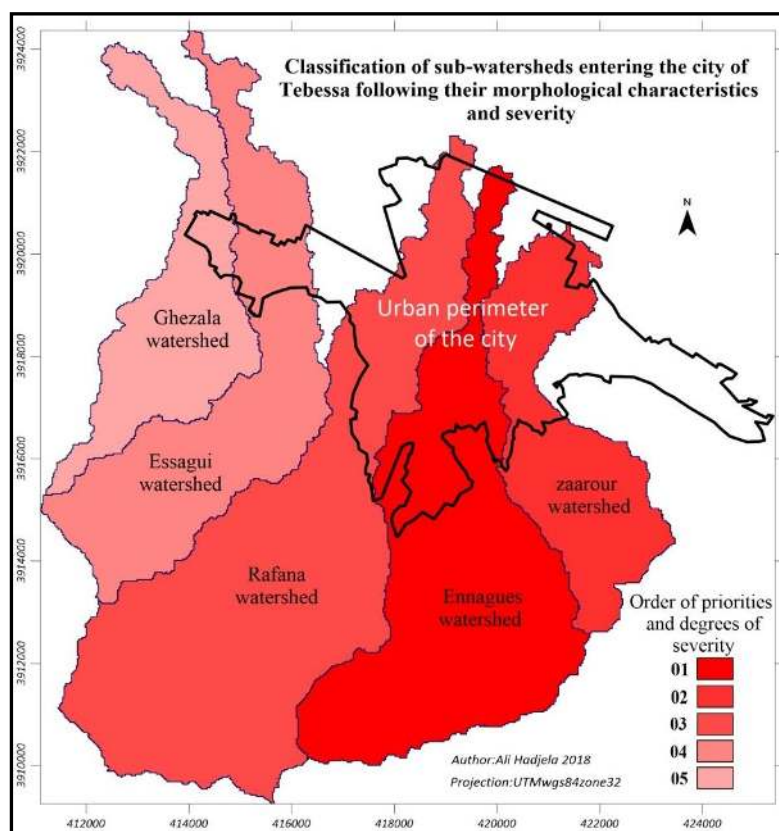 Classification of sub-watersheds entering the city of
Tebessa following their morphological characteristics
and severity
3924000
3922000
3920000
3918000
3916000
3914000
3912000
3910000
N
Urban perimeter
of the city
Ghezala
watershed
Essagui
watershed
zaarour
watershed
Rafana
watershed
Ennagues
watershed
Order of priorities
and degrees of
severity
01
02
03
04
05
Author:Ali Hadjela 2018
Projection:UTMwgs84zone32
412000 414000 416000 418000 420000 422000 424000